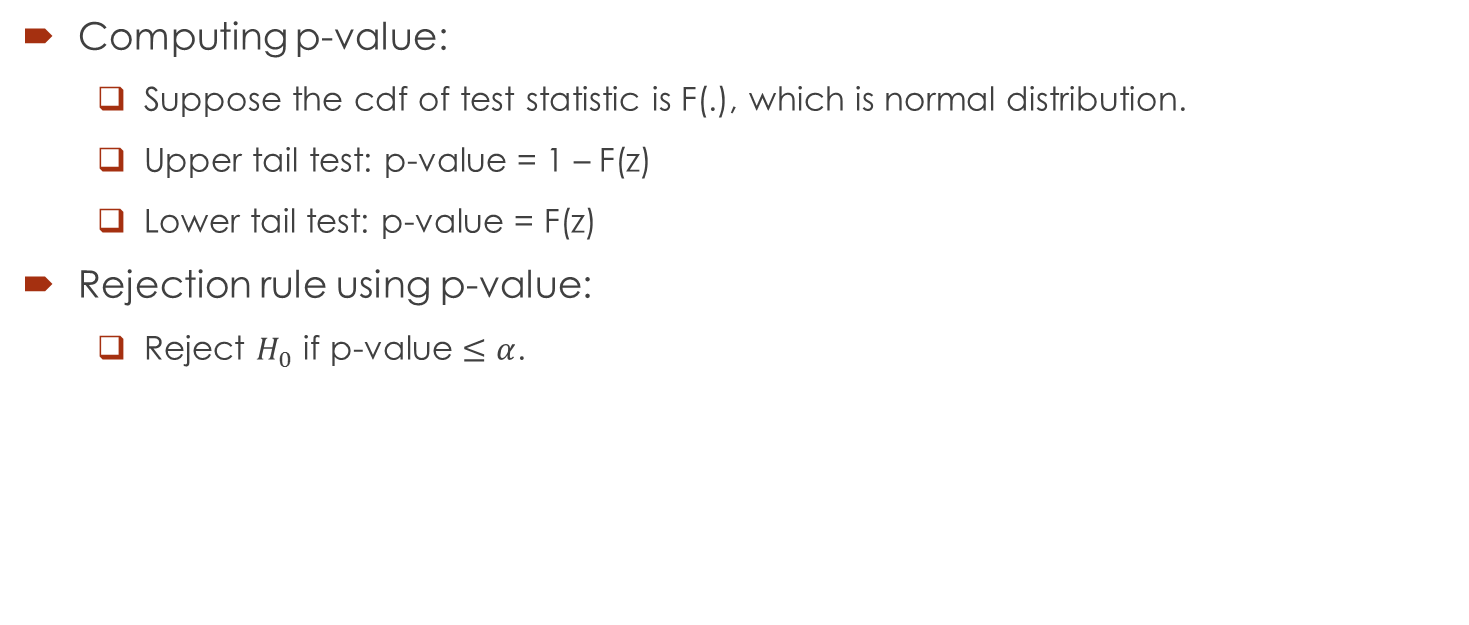 Computing p-value:
Suppose the cdf of test statistic is F(.), which is normal distribution.
Upper tail test: p-value = 1 – F(z)
Lower tail test: p-value = F(z)
Rejection rule using p-value:
Reject H₀ if p-value ≤ α.